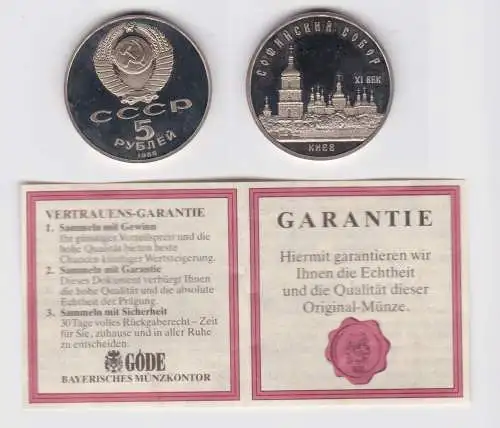 СССР
5
РУБЛЕЙ
1988
СОФИЙСКИЙ СОБОР
XI ВЕК
КИЕВ
VERTRAUENS-GARANTIE
1. Sammeln mit Gewinn
Ihr günstiger Vorteilspreis und die
hohe Qualität bieten beste
Chancen künftiger Wertsteigerung.
2. Sammeln mit Garantie
Dieses Dokument verbürgt Ihnen
die hohe Qualität und die absolute
Echtheit der Prägung.
3. Sammeln mit Sicherheit
30 Tage volles Rückgaberecht – Zeit
für Sie, zuhause und in aller Ruhe
zu entscheiden.
GÖDE
BAYERISCHES MÜNZKONTOR
GARANTIE
Hiermit garantieren wir
Ihnen die Echtheit
und die Qualität dieser
Original-Münze.